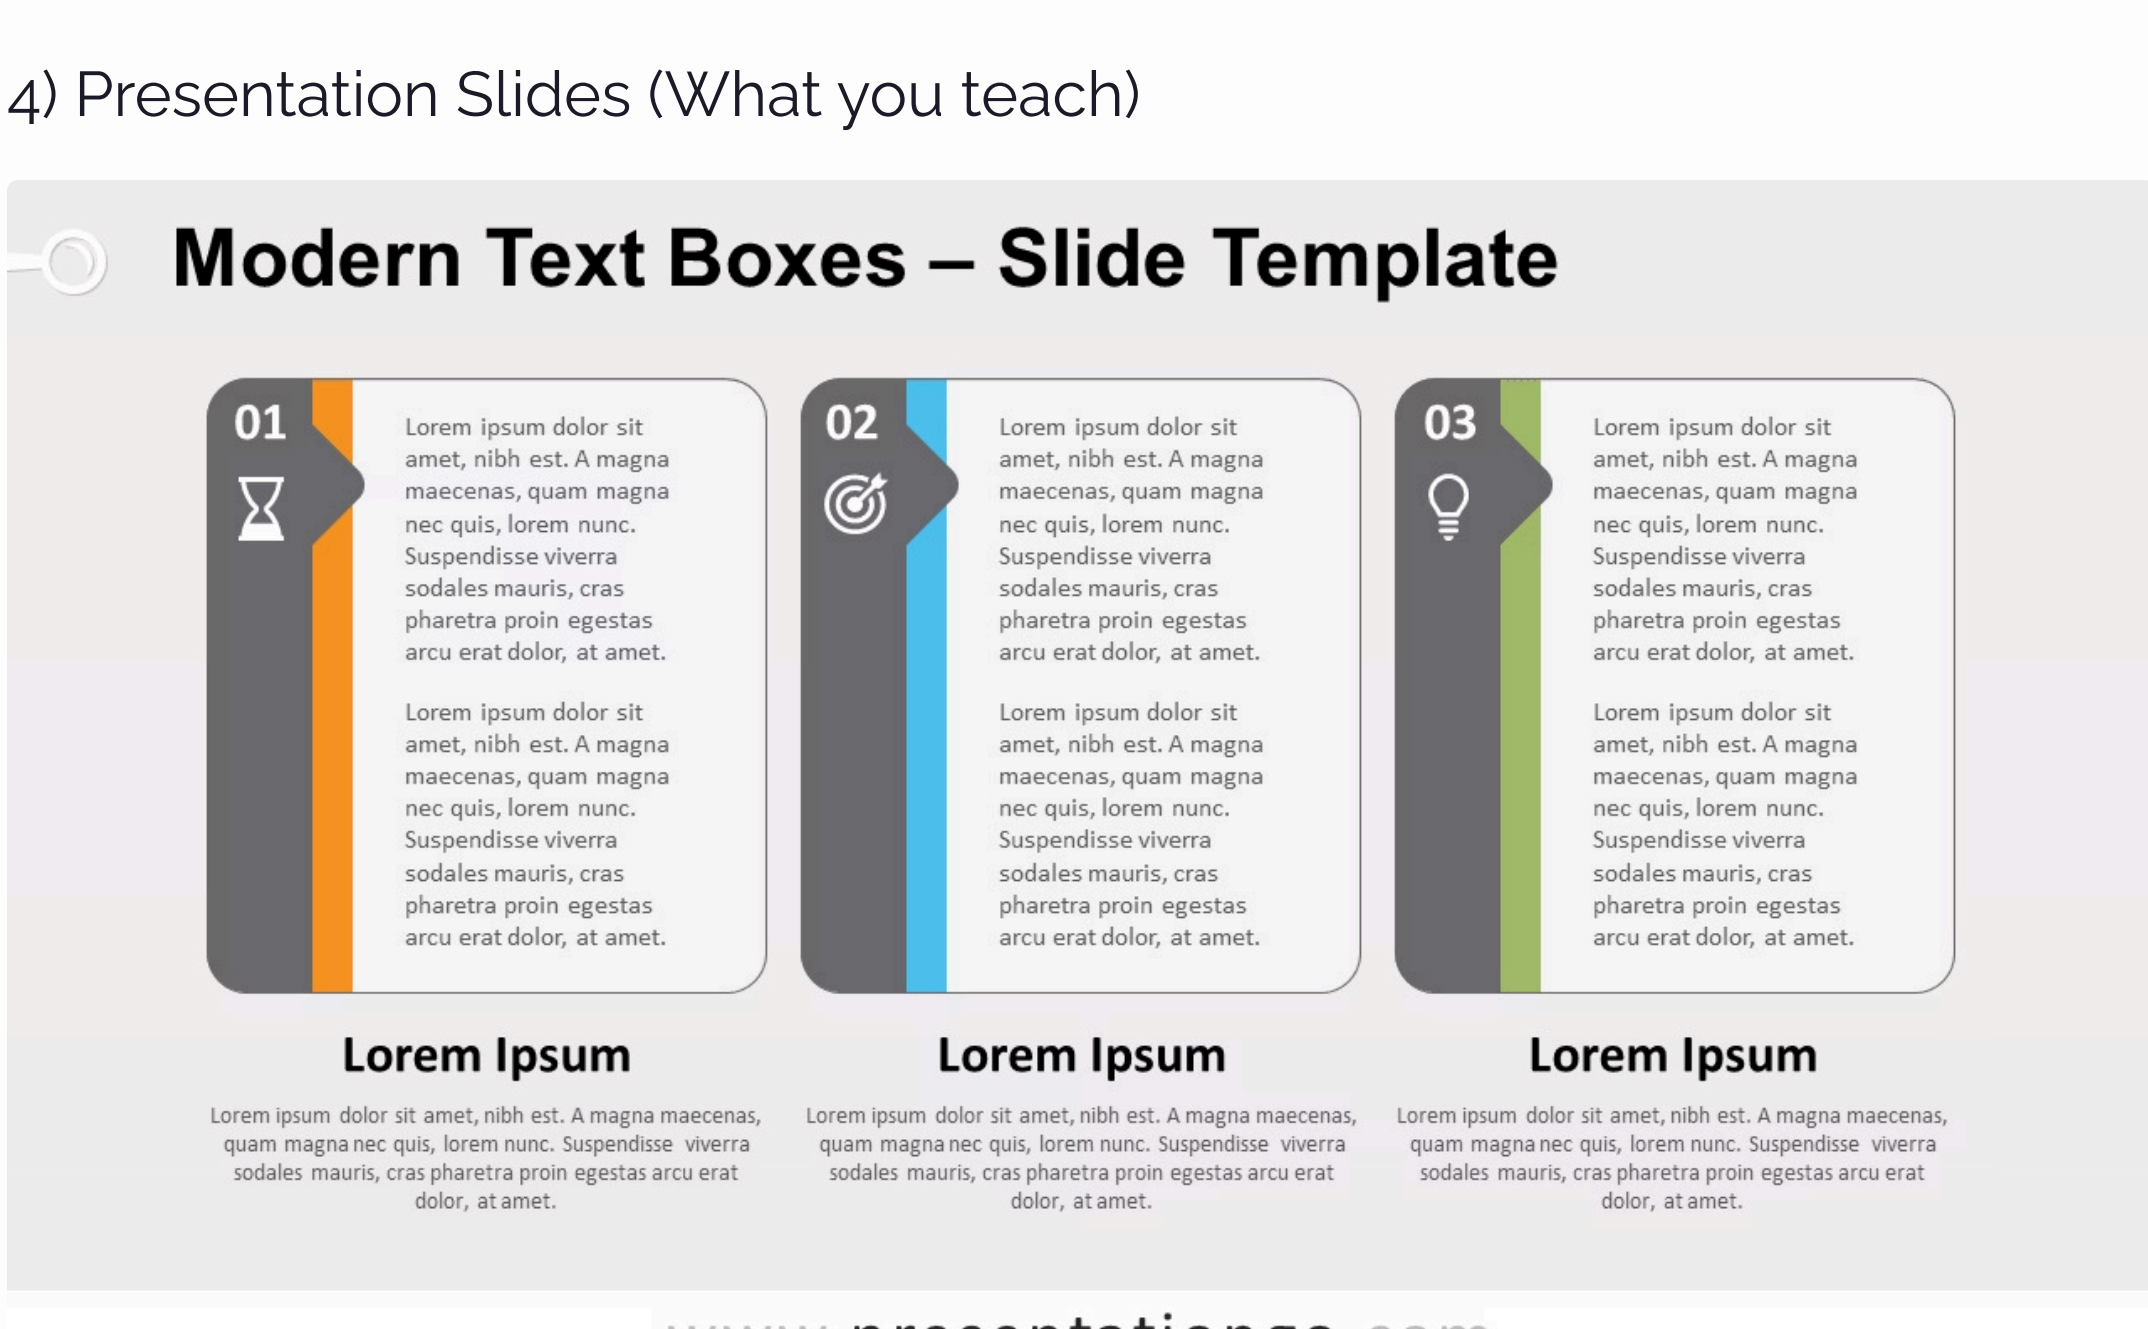 4) Presentation Slides (What you teach)
Modern Text Boxes – Slide Template
01
Lorem ipsum dolor sit
amet, nibh est. A magna
maecenas, quam magna
nec quis, lorem nunc.
Suspendisse viverra
sodales mauris, cras
pharetra proin egestas
arcu erat dolor, at amet.
Lorem ipsum dolor sit
amet, nibh est. A magna
maecenas, quam magna
nec quis, lorem nunc.
Suspendisse viverra
sodales mauris, cras
pharetra proin egestas
arcu erat dolor, at amet.
Lorem Ipsum
Lorem ipsum dolor sit amet, nibh est. A magna maecenas,
quam magna nec quis, lorem nunc. Suspendisse viverra
sodales mauris, cras pharetra proin egestas arcu erat
dolor, at amet.
02
Lorem ipsum dolor sit
amet, nibh est. A magna
maecenas, quam magna
nec quis, lorem nunc.
Suspendisse viverra
sodales mauris, cras
pharetra proin egestas
arcu erat dolor, at amet.
Lorem ipsum dolor sit
amet, nibh est. A magna
maecenas, quam magna
nec quis, lorem nunc.
Suspendisse viverra
sodales mauris, cras
pharetra proin egestas
arcu erat dolor, at amet.
Lorem Ipsum
Lorem ipsum dolor sit amet, nibh est. A magna maecenas,
quam magna nec quis, lorem nunc. Suspendisse viverra
sodales mauris, cras pharetra proin egestas arcu erat
dolor, at amet.
03
Lorem ipsum dolor sit
amet, nibh est. A magna
maecenas, quam magna
nec quis, lorem nunc.
Suspendisse viverra
sodales mauris, cras
pharetra proin egestas
arcu erat dolor, at amet.
Lorem ipsum dolor sit
amet, nibh est. A magna
maecenas, quam magna
nec quis, lorem nunc.
Suspendisse viverra
sodales mauris, cras
pharetra proin egestas
arcu erat dolor, at amet.
Lorem Ipsum
Lorem ipsum dolor sit amet, nibh est. A magna maecenas,
quam magna nec quis, lorem nunc. Suspendisse viverra
sodales mauris, cras pharetra proin egestas arcu erat
dolor, at amet.
www.presentationgo.com